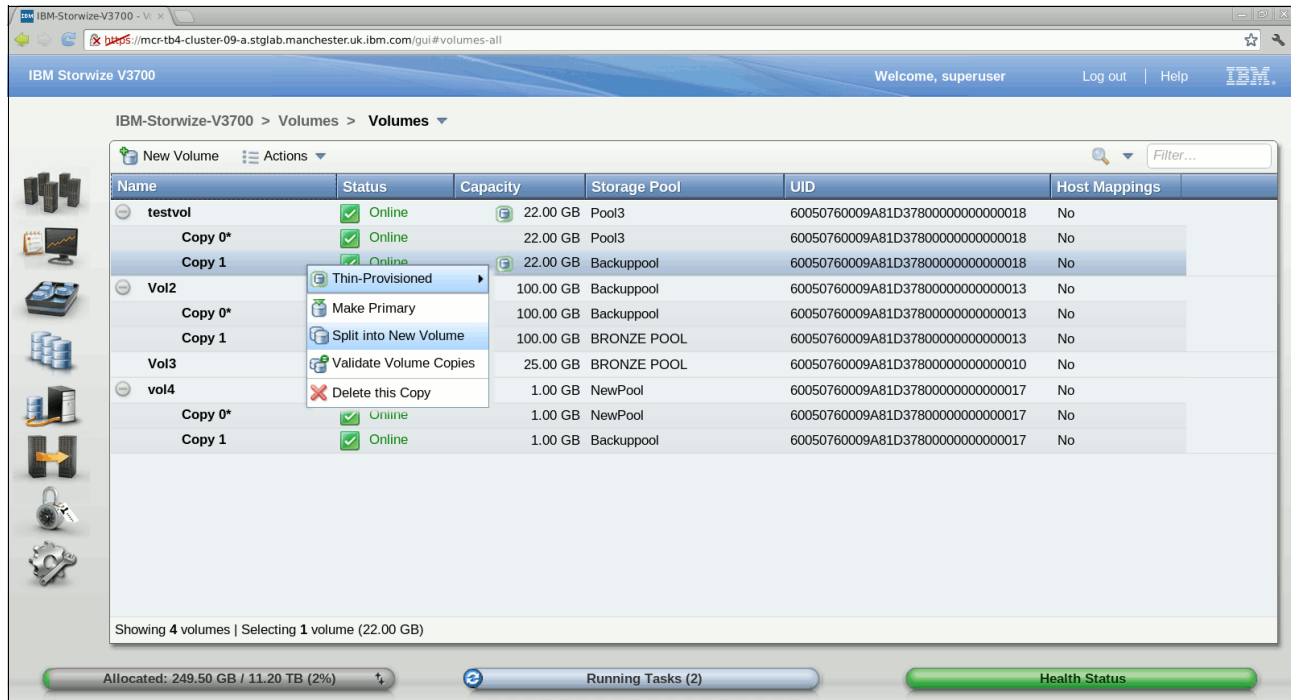 IBM-Storwize-V3700 - Vo
https://mcr-tb4-cluster-09-a.stglab.manchester.uk.ibm.com/gui#volumes-all
IBM Storwize V3700 Welcome, superuser Log out | Help IBM.
IBM-Storwize-V3700 > Volumes > Volumes
New Volume Actions Filter...
Name Status Capacity Storage Pool UID Host Mappings
testvol Online 22.00 GB Pool3 60050760009A81D37800000000000018 No
Copy 0* Online 22.00 GB Pool3 60050760009A81D37800000000000018 No
Copy 1 Online 22.00 GB Backuppool 60050760009A81D37800000000000018 No
Thin-Provisioned
Vol2 100.00 GB Backuppool 60050760009A81D37800000000000013 No
Make Primary
Copy 0* 100.00 GB Backuppool 60050760009A81D37800000000000013 No
Split into New Volume
Copy 1 100.00 GB BRONZE POOL 60050760009A81D37800000000000013 No
Validate Volume Copies
Vol3 25.00 GB BRONZE POOL 60050760009A81D37800000000000010 No
Delete this Copy
vol4 1.00 GB NewPool 60050760009A81D37800000000000017 No
Copy 0* Online 1.00 GB NewPool 60050760009A81D37800000000000017 No
Copy 1 Online 1.00 GB Backuppool 60050760009A81D37800000000000017 No
Showing 4 volumes | Selecting 1 volume (22.00 GB)
Allocated: 249.50 GB / 11.20 TB (2%) Running Tasks (2) Health Status